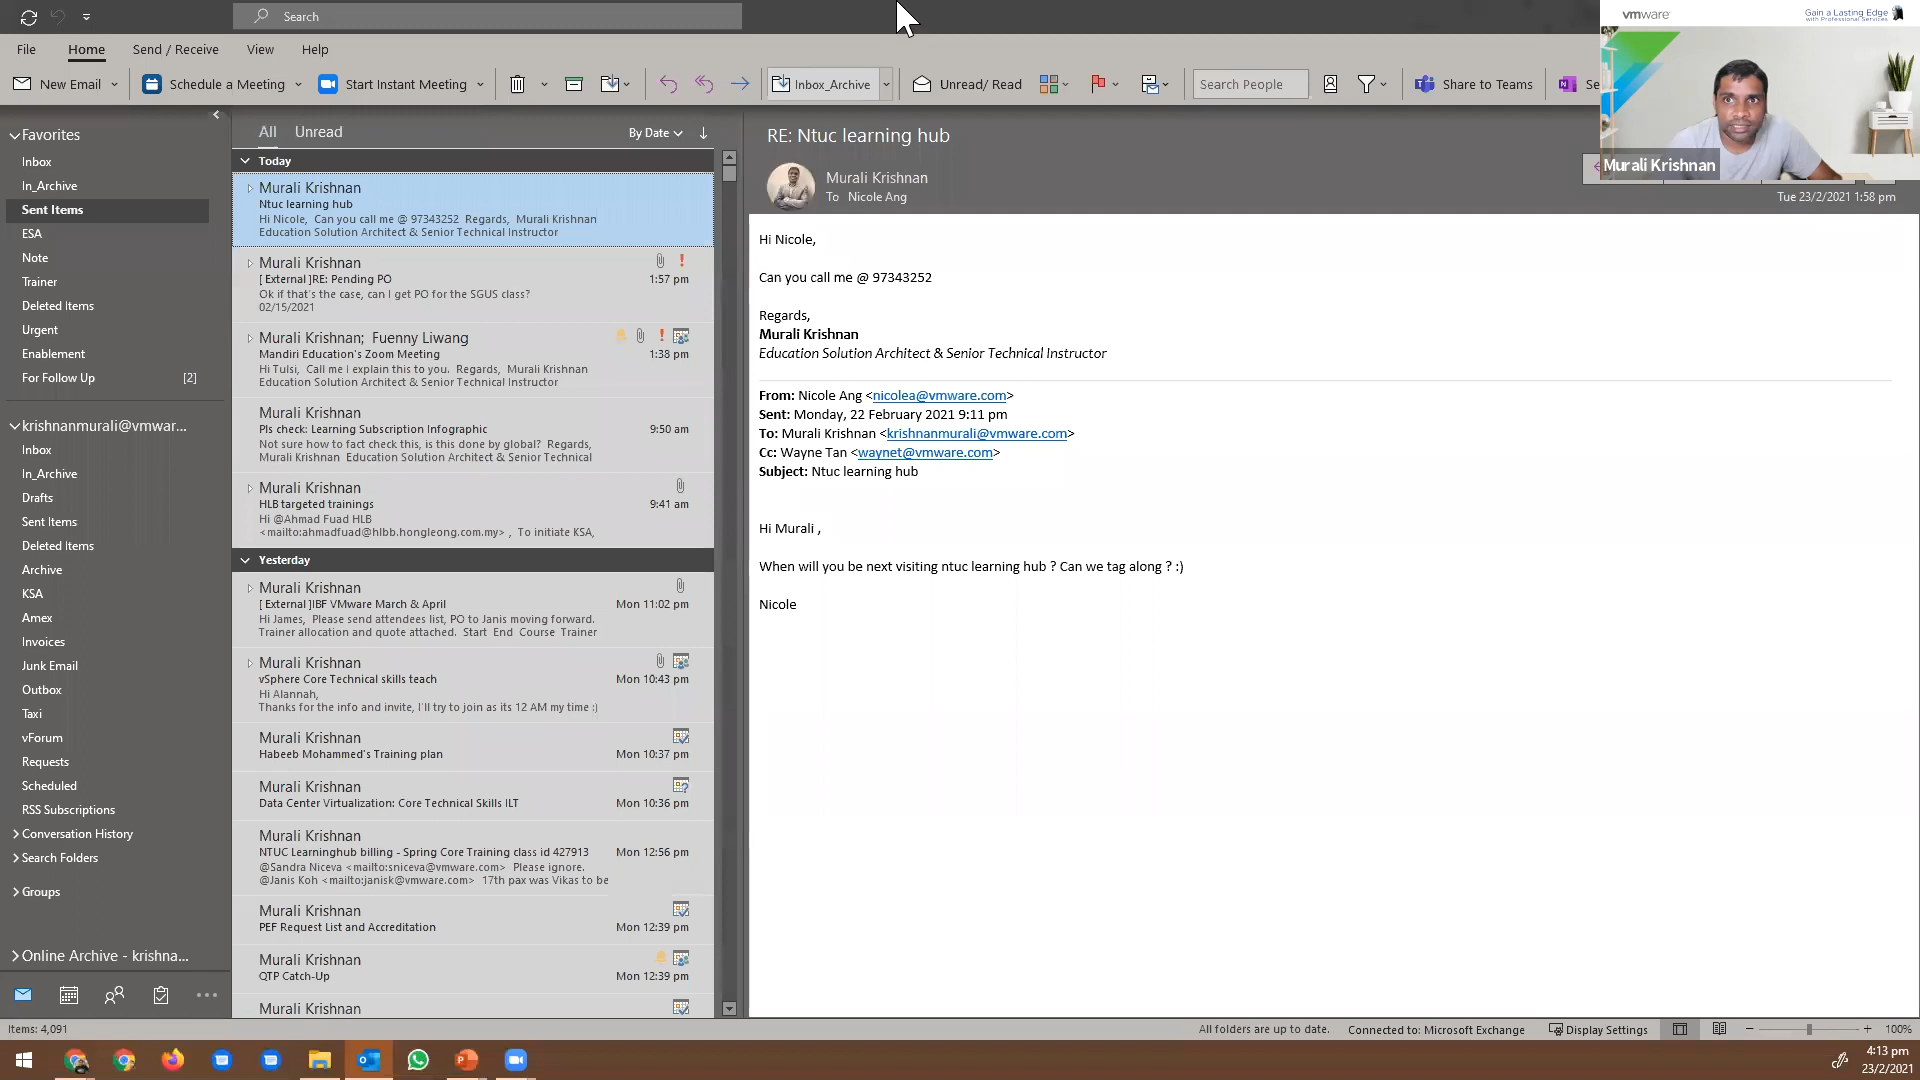 Search
vmware
Gain a Lasting Edge
with Professional Services
File
Home
Send / Receive
View
Help
New Email
Schedule a Meeting
Start Instant Meeting
Inbox_Archive
Unread/ Read
Search People
Share to Teams
Se
Murali Krishnan
Favorites
Inbox
In_Archive
Sent Items
ESA
Note
Trainer
Deleted Items
Urgent
Enablement
For Follow Up [2]
krishnanmurali@vmwar...
Inbox
In_Archive
Drafts
Sent Items
Deleted Items
Archive
KSA
Amex
Invoices
Junk Email
Outbox
Taxi
vForum
Requests
Scheduled
RSS Subscriptions
Conversation History
Search Folders
Groups
Online Archive - krishna...
All Unread By Date
Today
Murali Krishnan
Ntuc learning hub
Hi Nicole, Can you call me @ 97343252 Regards, Murali Krishnan
Education Solution Architect & Senior Technical Instructor
Murali Krishnan
[ External ]RE: Pending PO 1:57 pm
Ok if that's the case, can I get PO for the SGUS class?
02/15/2021
Murali Krishnan; Fuenny Liwang
Mandiri Education's Zoom Meeting 1:38 pm
Hi Tulsi, Call me I explain this to you. Regards, Murali Krishnan
Education Solution Architect & Senior Technical Instructor
Murali Krishnan
Pls check: Learning Subscription Infographic 9:50 am
Not sure how to fact check this, is this done by global? Regards,
Murali Krishnan Education Solution Architect & Senior Technical
Murali Krishnan
HLB targeted trainings 9:41 am
Hi @Ahmad Fuad HLB
<mailto:ahmadfuad@hlbb.hongleong.com.my> , To initiate KSA,
Yesterday
Murali Krishnan
[ External ]IBF VMware March & April Mon 11:02 pm
Hi James, Please send attendees list, PO to Janis moving forward.
Trainer allocation and quote attached. Start End Course Trainer
Murali Krishnan
vSphere Core Technical skills teach Mon 10:43 pm
Hi Alannah,
Thanks for the info and invite, I'll try to join as its 12 AM my time :)
Murali Krishnan
Habeeb Mohammed's Training plan Mon 10:37 pm
Murali Krishnan
Data Center Virtualization: Core Technical Skills ILT Mon 10:36 pm
Murali Krishnan
NTUC Learninghub billing - Spring Core Training class id 427913 Mon 12:56 pm
@Sandra Niceva <mailto:sniceva@vmware.com> Please ignore.
@Janis Koh <mailto:janisk@vmware.com> 17th pax was Vikas to be
Murali Krishnan
PEF Request List and Accreditation Mon 12:39 pm
Murali Krishnan
QTP Catch-Up Mon 12:39 pm
Murali Krishnan
RE: Ntuc learning hub
Murali Krishnan
To Nicole Ang
Tue 23/2/2021 1:58 pm
Hi Nicole,
Can you call me @ 97343252
Regards,
Murali Krishnan
Education Solution Architect & Senior Technical Instructor
From: Nicole Ang <nicolea@vmware.com>
Sent: Monday, 22 February 2021 9:11 pm
To: Murali Krishnan <krishnanmurali@vmware.com>
Cc: Wayne Tan <waynet@vmware.com>
Subject: Ntuc learning hub
Hi Murali ,
When will you be next visiting ntuc learning hub ? Can we tag along ? :)
Nicole
Items: 4,091
All folders are up to date. Connected to: Microsoft Exchange Display Settings 100%
4:13 pm
23/2/2021